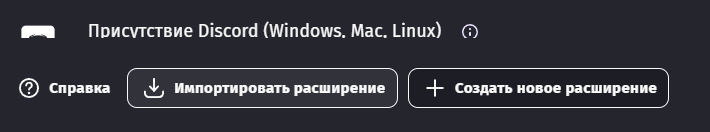 Присутствие Discord (Windows, Mac, Linux)
Справка
Импортировать расширение
Создать новое расширение